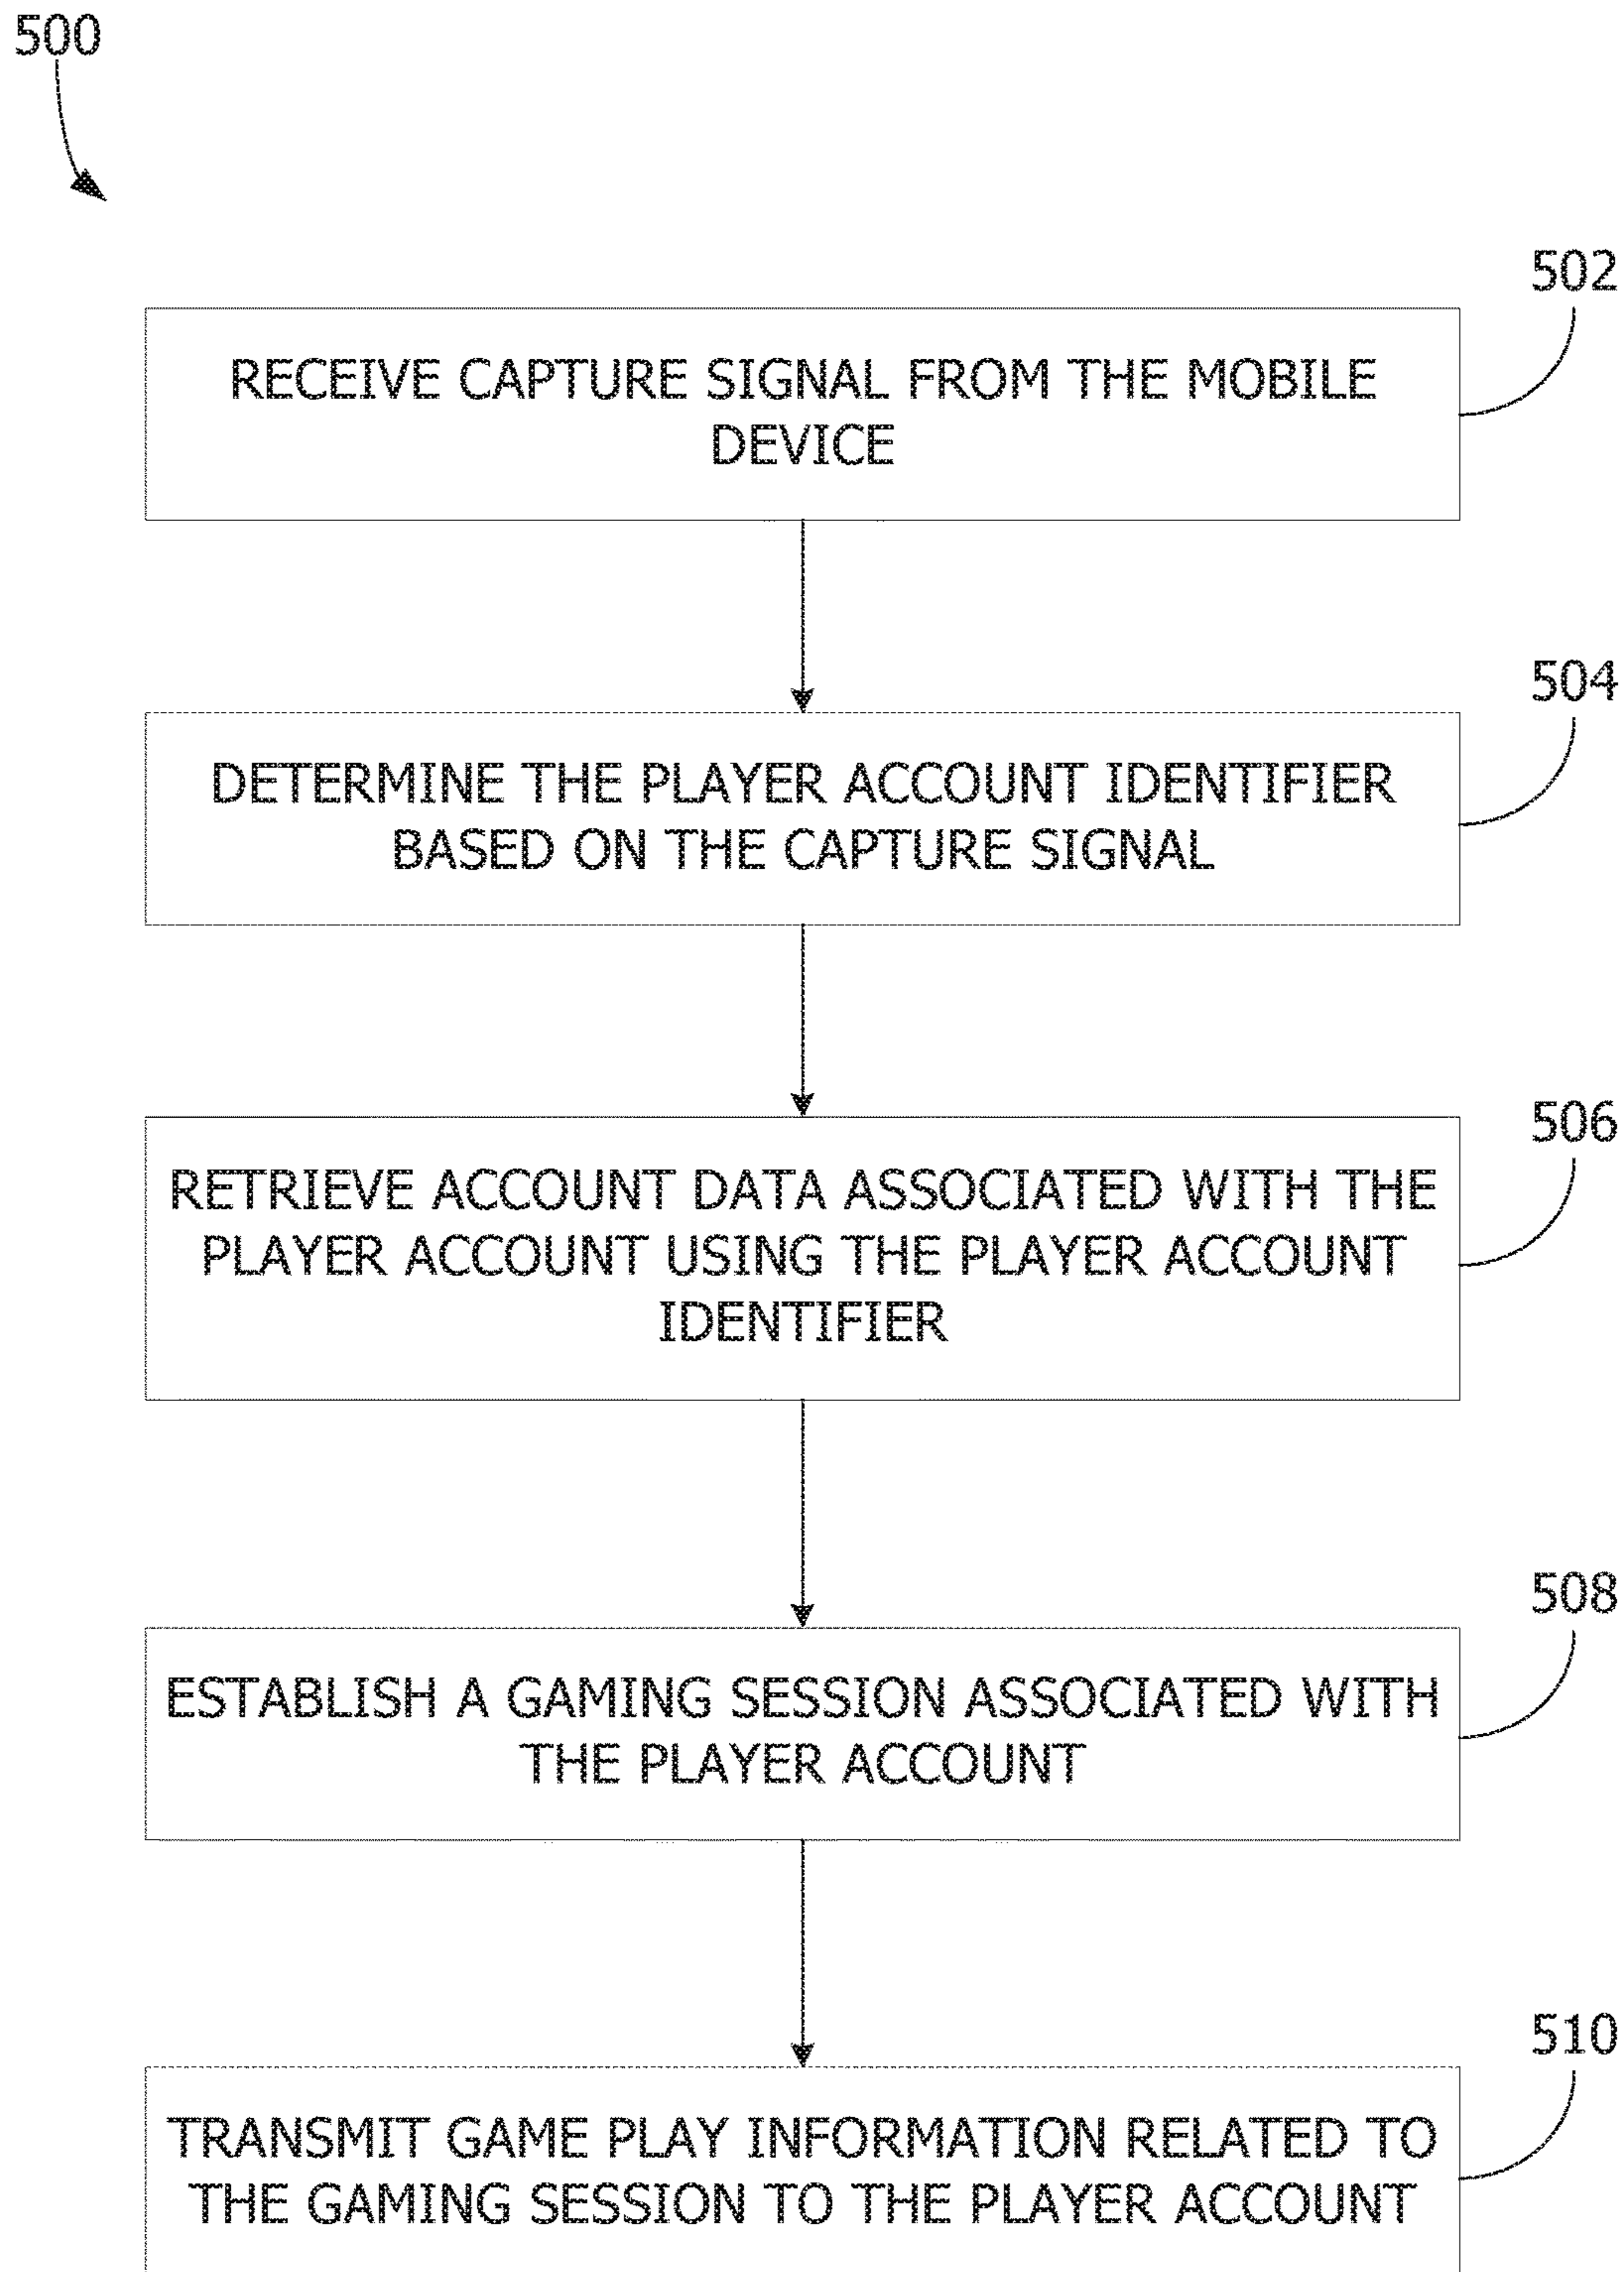 500
502
RECEIVE CAPTURE SIGNAL FROM THE MOBILE
DEVICE
504
DETERMINE THE PLAYER ACCOUNT IDENTIFIER
BASED ON THE CAPTURE SIGNAL
506
RETRIEVE ACCOUNT DATA ASSOCIATED WITH THE
PLAYER ACCOUNT USING THE PLAYER ACCOUNT
IDENTIFIER
508
ESTABLISH A GAMING SESSION ASSOCIATED WITH
THE PLAYER ACCOUNT
510
TRANSMIT GAME PLAY INFORMATION RELATED TO
THE GAMING SESSION TO THE PLAYER ACCOUNT